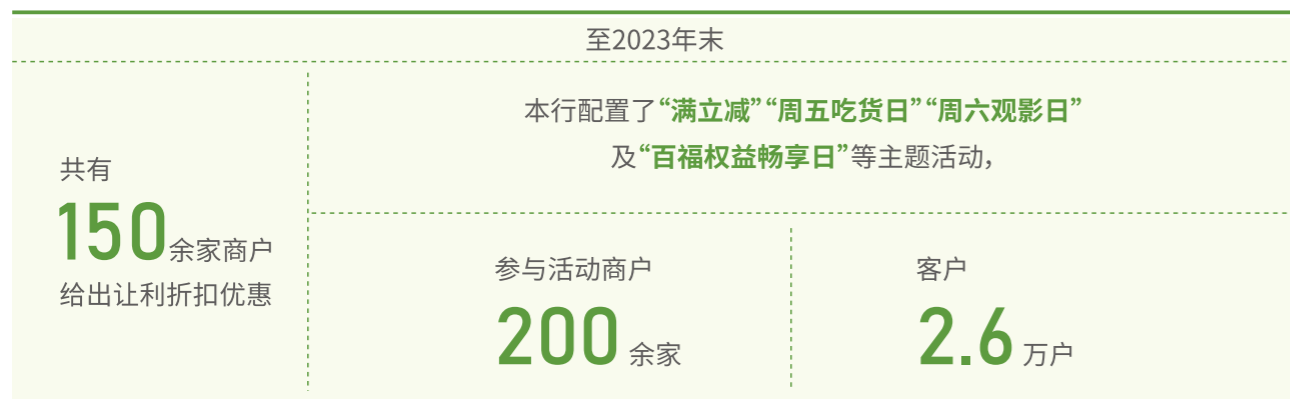 至2023年末
共有
150余家商户
给出让利折扣优惠
本行配置了“满立减”“周五吃货日”“周六观影日”
及“百福权益畅享日”等主题活动，
参与活动商户
200余家
客户
2.6万户